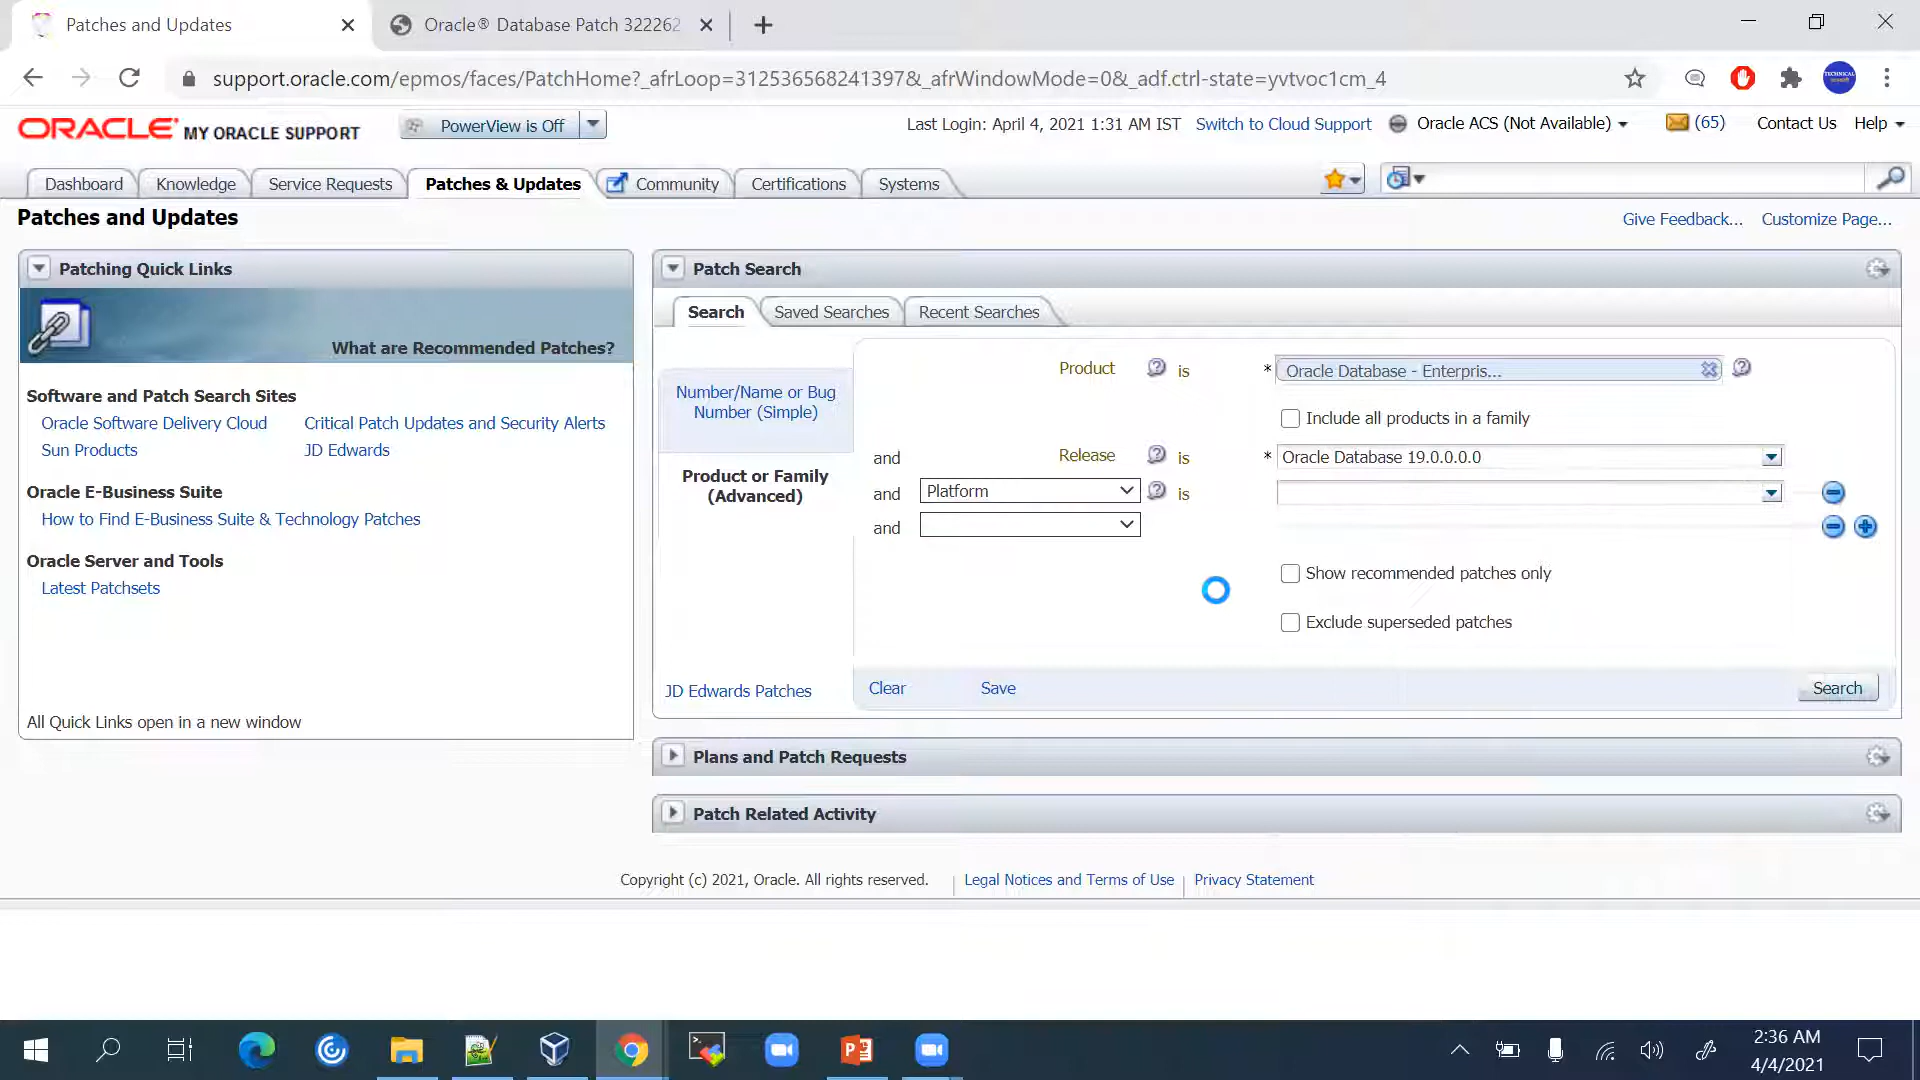 Patches and Updates
Oracle® Database Patch 322262
support.oracle.com/epmos/faces/PatchHome?_afrLoop=312536568241397&_afrWindowMode=0&_adf.ctrl-state=yvtvoc1cm_4
TECHNICAL
ORACLE® MY ORACLE SUPPORT
PowerView is Off
Last Login: April 4, 2021 1:31 AM IST
Switch to Cloud Support
Oracle ACS (Not Available)
(65)
Contact Us
Help
Dashboard
Knowledge
Service Requests
Patches & Updates
Community
Certifications
Systems
Patches and Updates
Give Feedback...
Customize Page...
Patching Quick Links
What are Recommended Patches?
Software and Patch Search Sites
Oracle Software Delivery Cloud
Critical Patch Updates and Security Alerts
Sun Products
JD Edwards
Oracle E-Business Suite
How to Find E-Business Suite & Technology Patches
Oracle Server and Tools
Latest Patchsets
All Quick Links open in a new window
Patch Search
Search
Saved Searches
Recent Searches
Number/Name or Bug
Number (Simple)
Product or Family
(Advanced)
JD Edwards Patches
Product is * Oracle Database - Enterpris...
Include all products in a family
and Release is * Oracle Database 19.0.0.0.0
and Platform is
and
Show recommended patches only
Exclude superseded patches
Clear
Save
Search
Plans and Patch Requests
Patch Related Activity
Copyright (c) 2021, Oracle. All rights reserved.
Legal Notices and Terms of Use
Privacy Statement
2:36 AM
4/4/2021